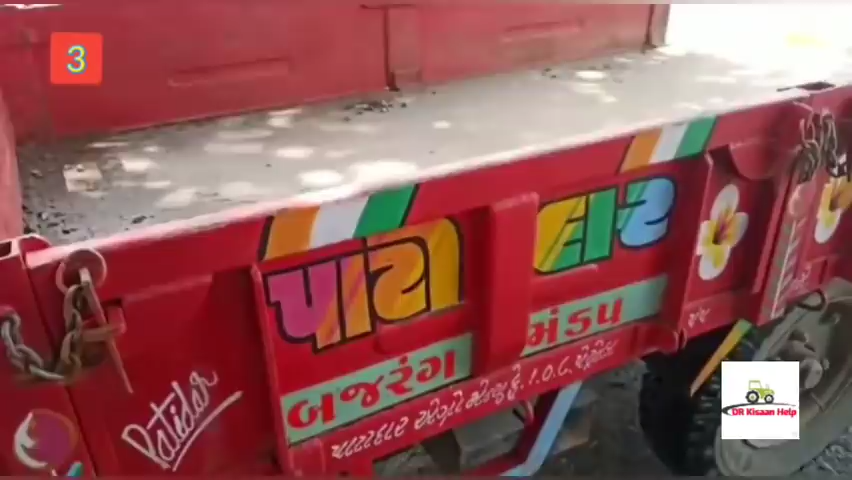 3
પાટી દાર
બજરંગ મંડપ
I.O.C.
Patidar
DR Kisaan Help